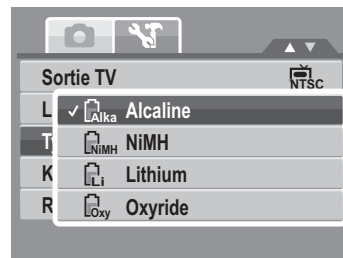 Sortie TV NTSC
L ✓ Alka Alcaline
T NiMH NiMH
K Li Lithium
R Oxy Oxyride